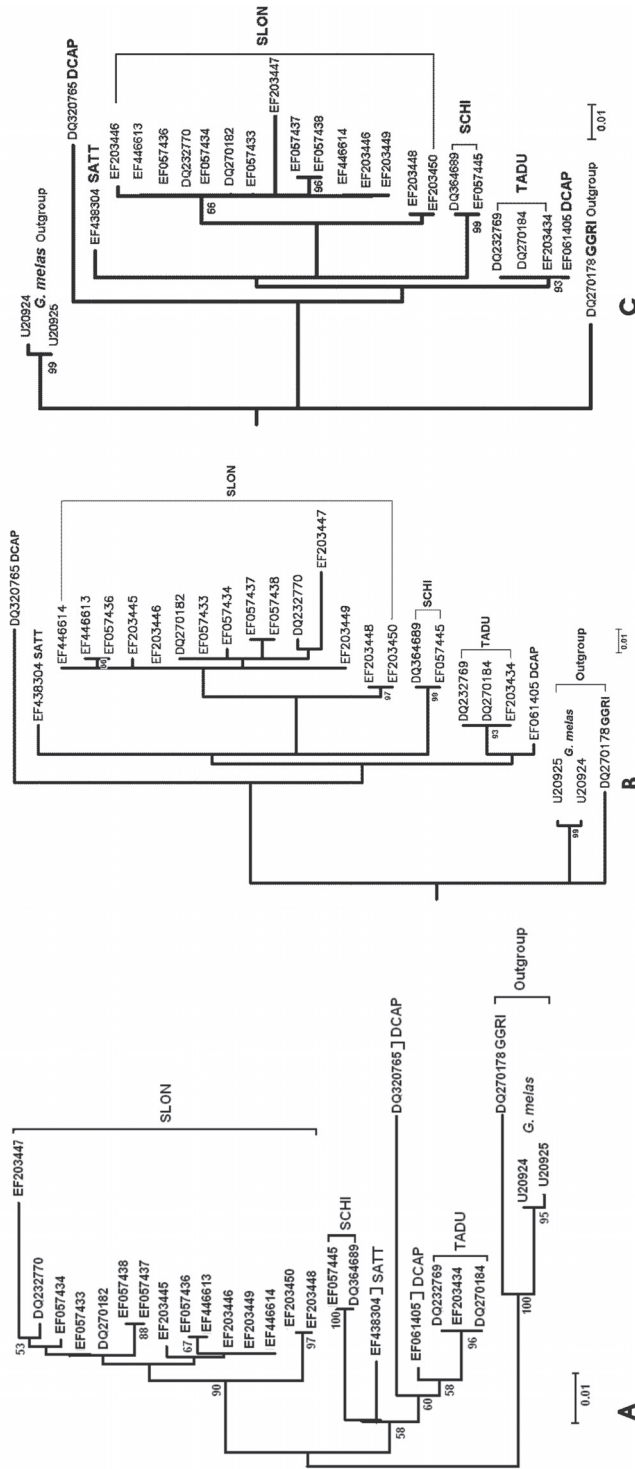 EF203447
DQ232770
EF057434
EF057433
DQ270182
EF057438
EF057437
EF203445
EF057436
EF446613
EF203446
EF203449
EF446614
EF203450
EF203448
SLON
EF057445
DQ364689
SCHI
EF438304 SATT
DQ320765 DCAP
EF061405 DCAP
DQ232769
EF203434
DQ270184
TADU
DQ270178 GGRI
U20924
U20925
G. melas
Outgroup
53
88
67
90
97
100
58
60
58
96
100
95
0.01
A
DQ320765 DCAP
EF438304 SATT
EF446614
EF446613
EF057436
EF203445
EF203446
DQ270182
EF057433
EF057434
EF057437
EF057438
DQ232770
EF203447
EF203449
EF203448
EF203450
SLON
DQ364689
EF057445
SCHI
DQ232769
DQ270184
EF203434
TADU
EF061405 DCAP
U20925
G. melas
U20924
DQ270178 GGRI
Outgroup
97
99
93
99
0.01
B
U20924
G. melas Outgroup
U20925
99
DQ320765 DCAP
EF438304 SATT
EF203446
EF446613
EF057436
DQ232770
EF057434
DQ270182
EF057433
EF203447
EF057437
EF057438
EF446614
EF203446
EF203449
EF203448
EF203450
SLON
66
96
DQ364689
EF057445
SCHI
99
DQ232769
DQ270184
EF203434
TADU
EF061405 DCAP
93
DQ270178 GGRI Outgroup
0.01
C